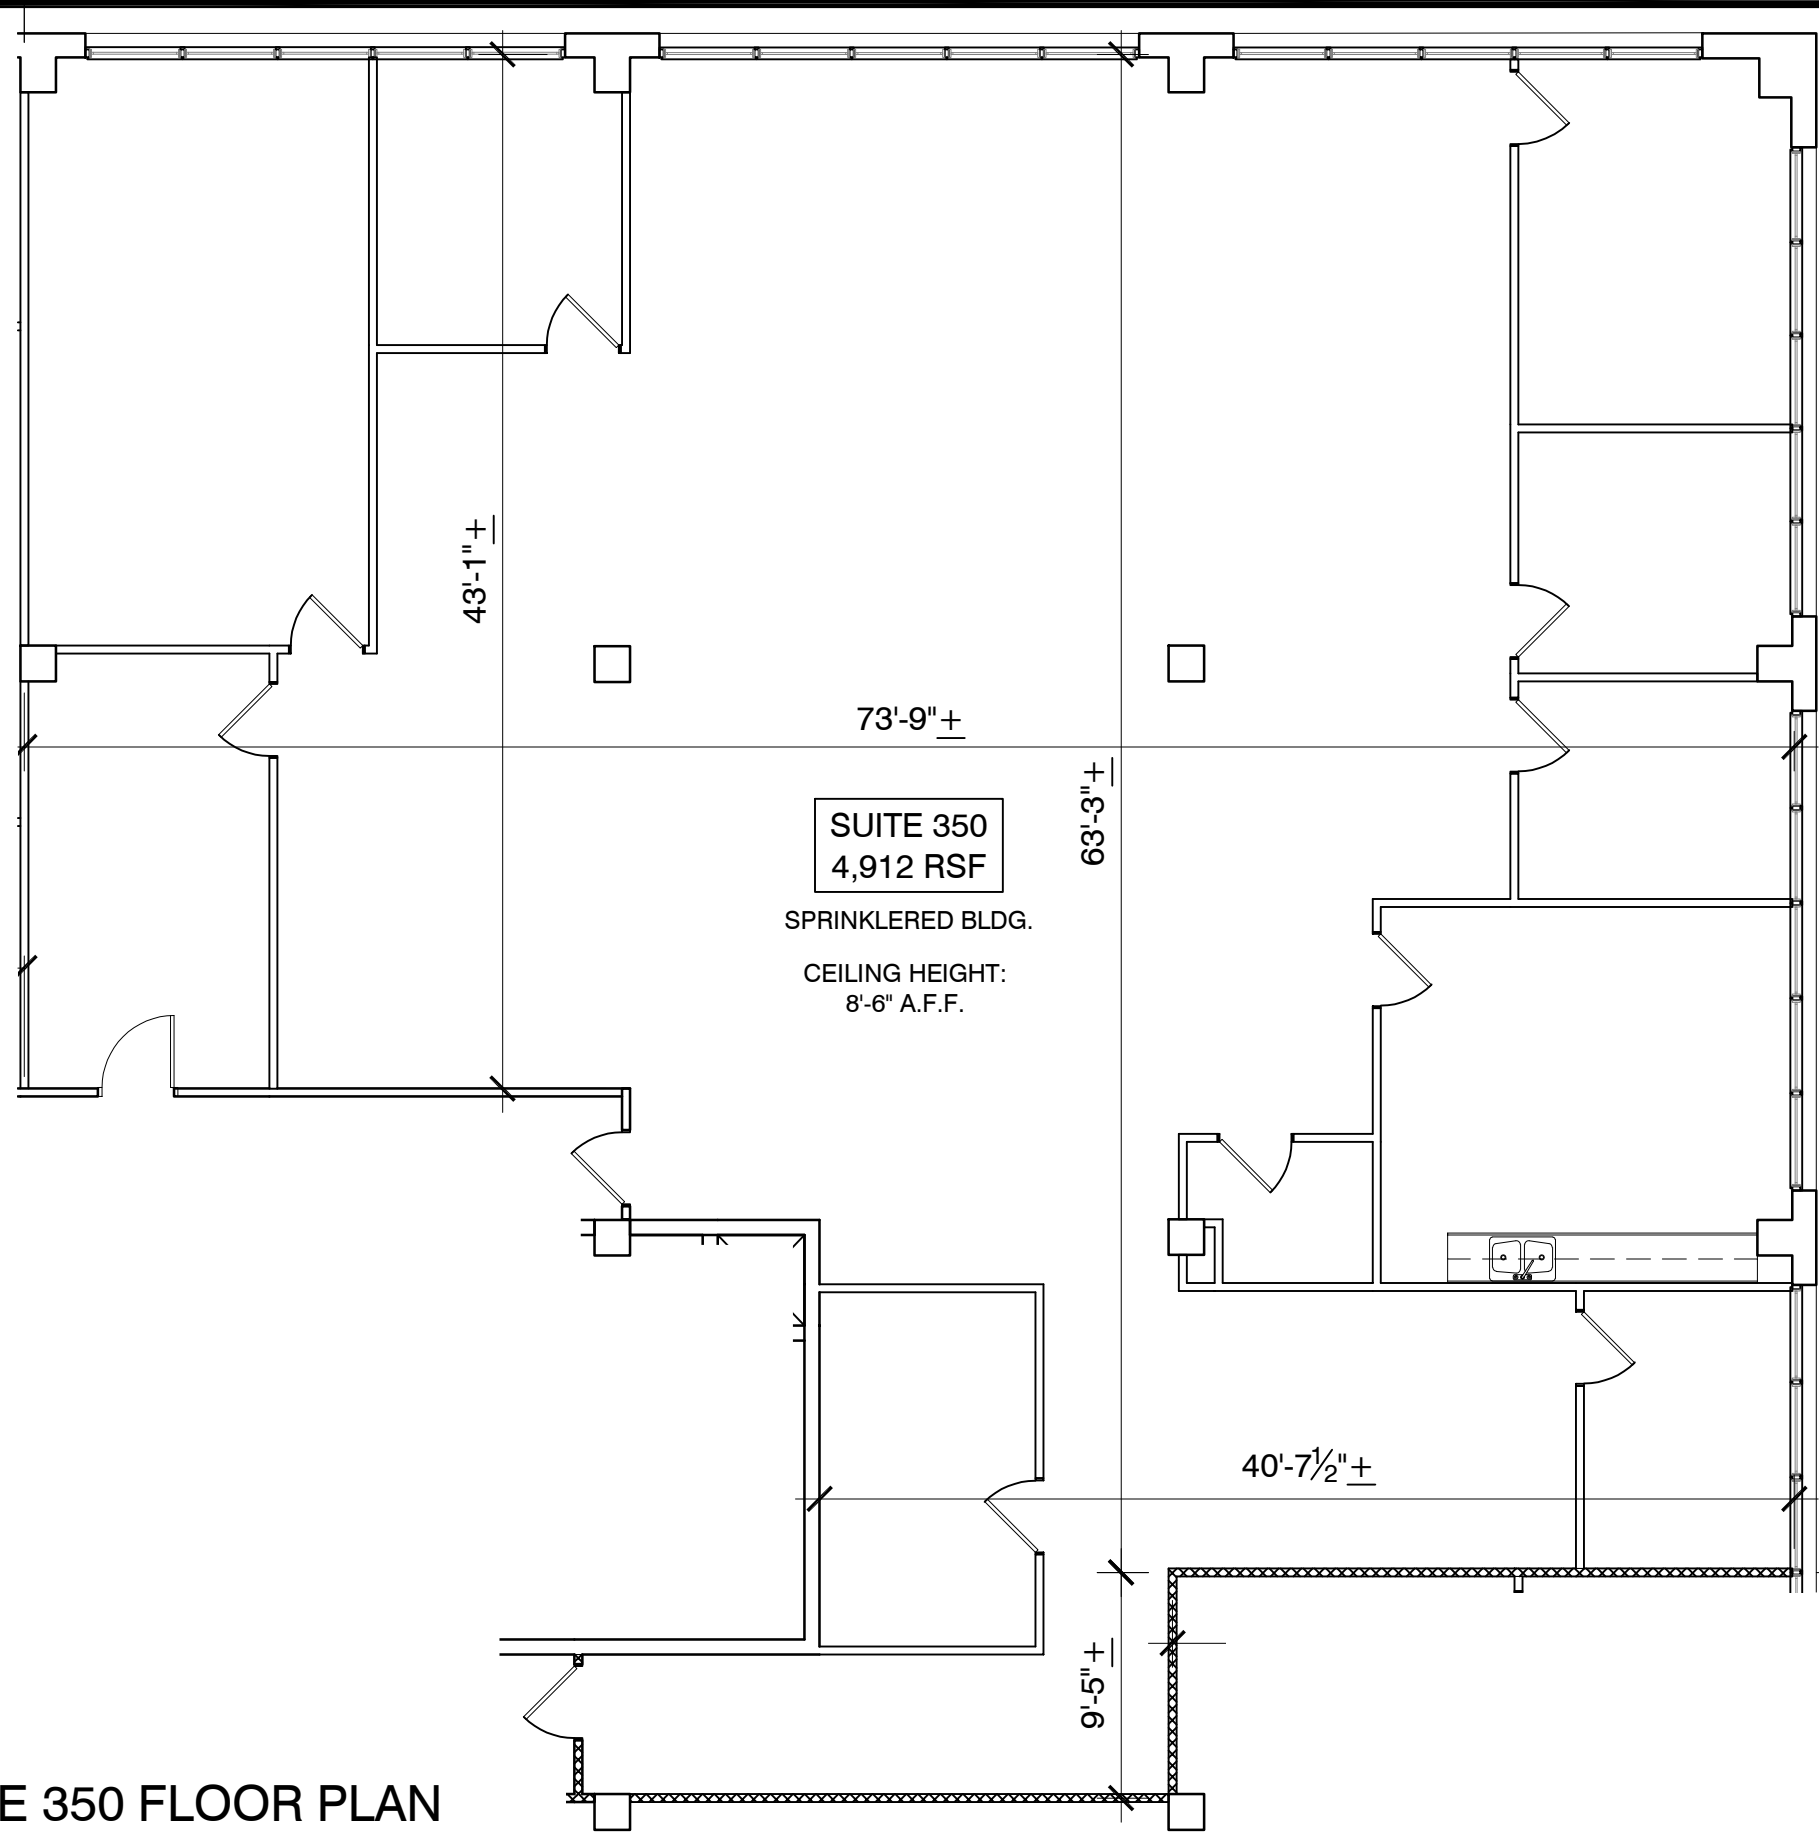 43'-1"±
73'-9"±
63'-3"±
SUITE 350
4,912 RSF
SPRINKLERED BLDG.
CEILING HEIGHT:
8'-6" A.F.F.
40'-7½"±
9'-5"±
E 350 FLOOR PLAN